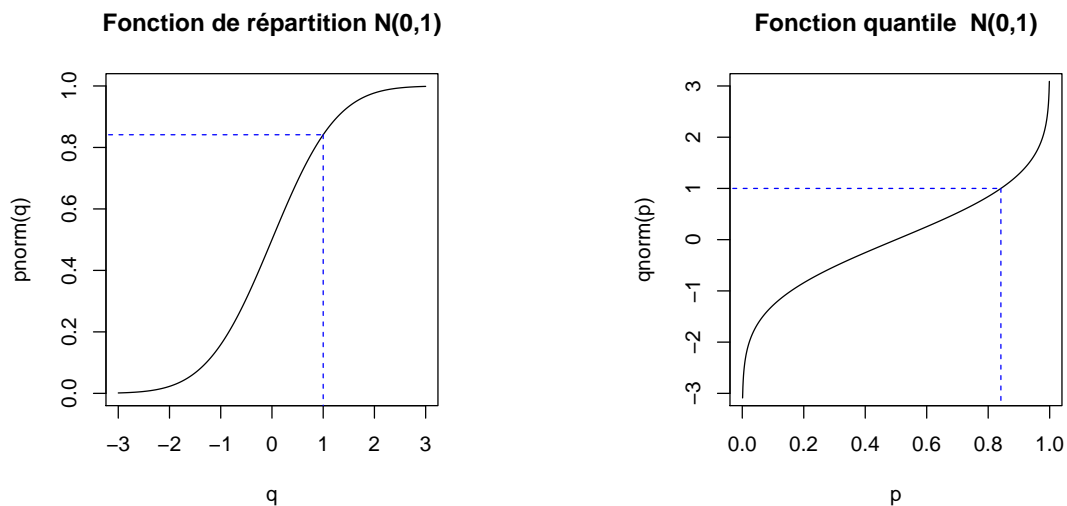 Fonction de répartition N(0,1)
pnorm(q)
0.0 0.2 0.4 0.6 0.8 1.0
−3 −2 −1 0 1 2 3
q
Fonction quantile N(0,1)
qnorm(p)
−3 −2 −1 0 1 2 3
0.0 0.2 0.4 0.6 0.8 1.0
p